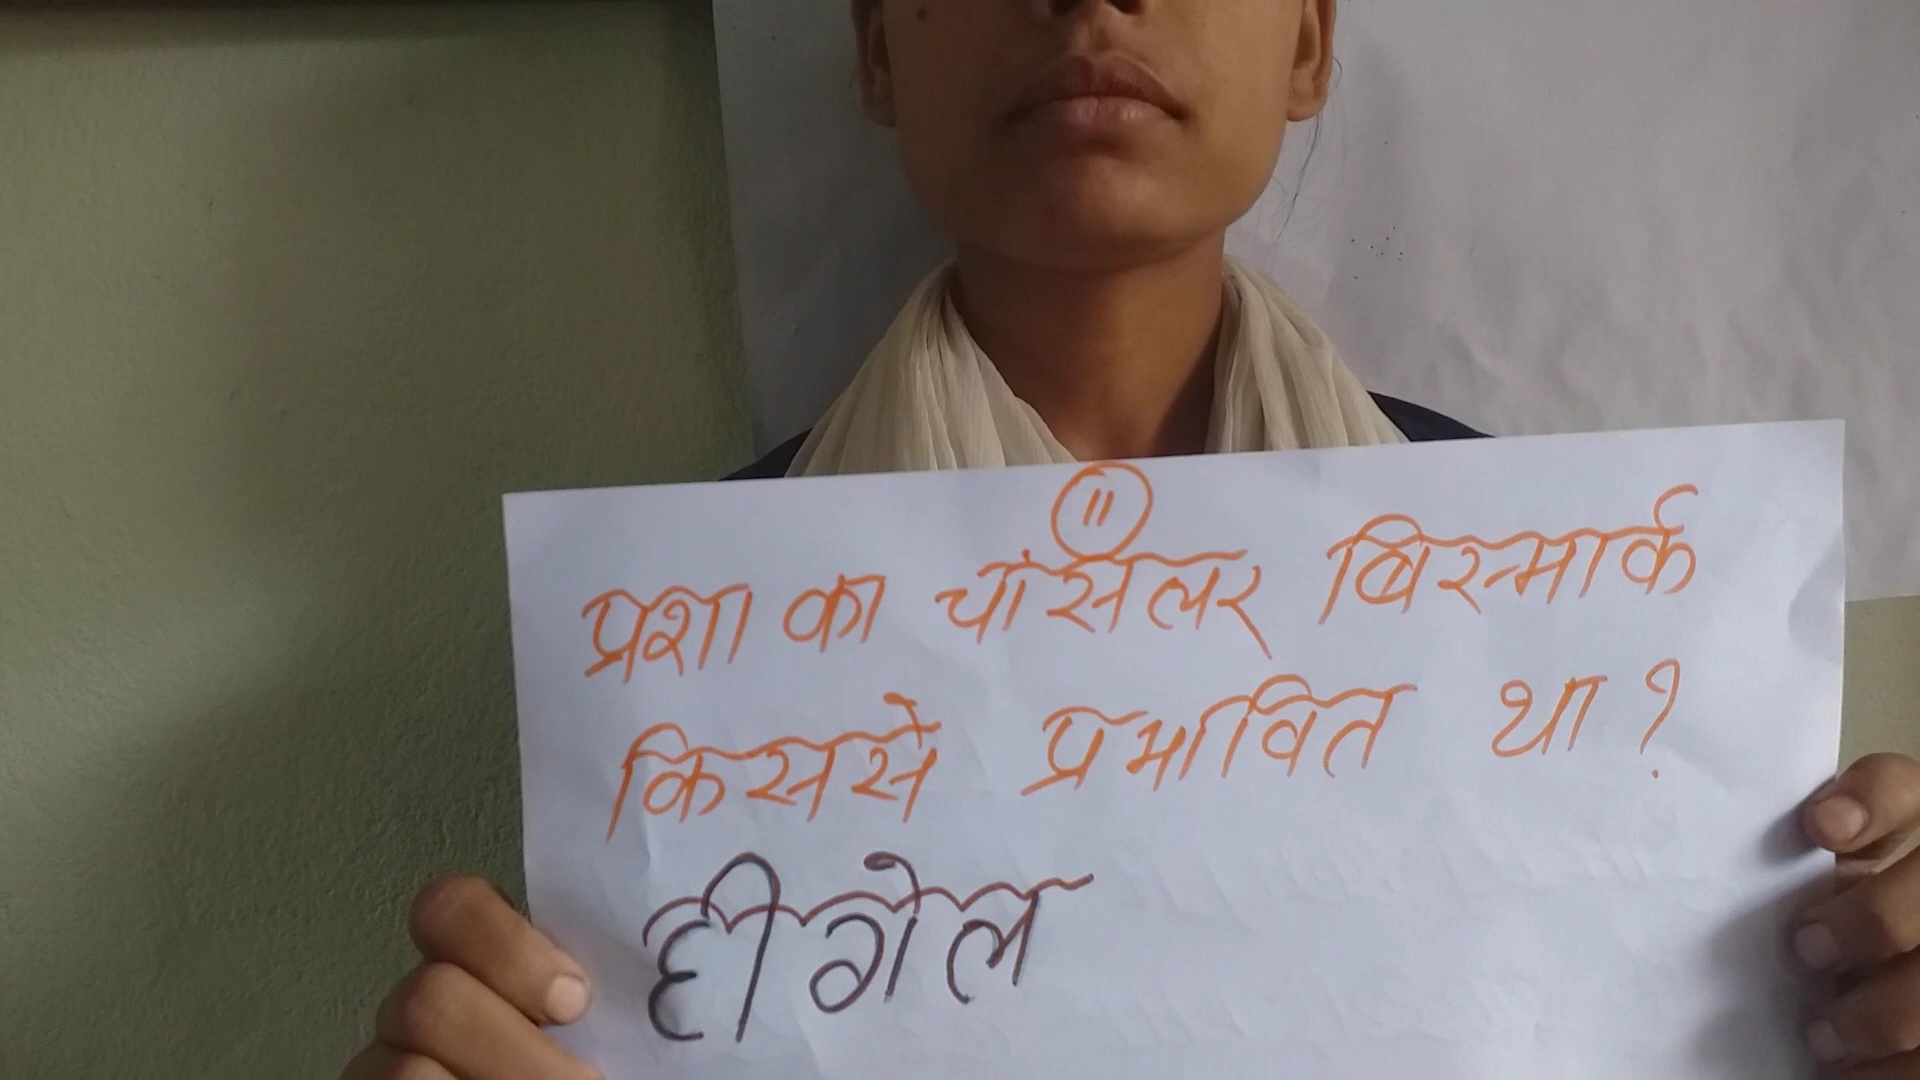 11
प्रशा का चांसलर बिस्मार्क
किससे प्रभावित था ?
हीगेल